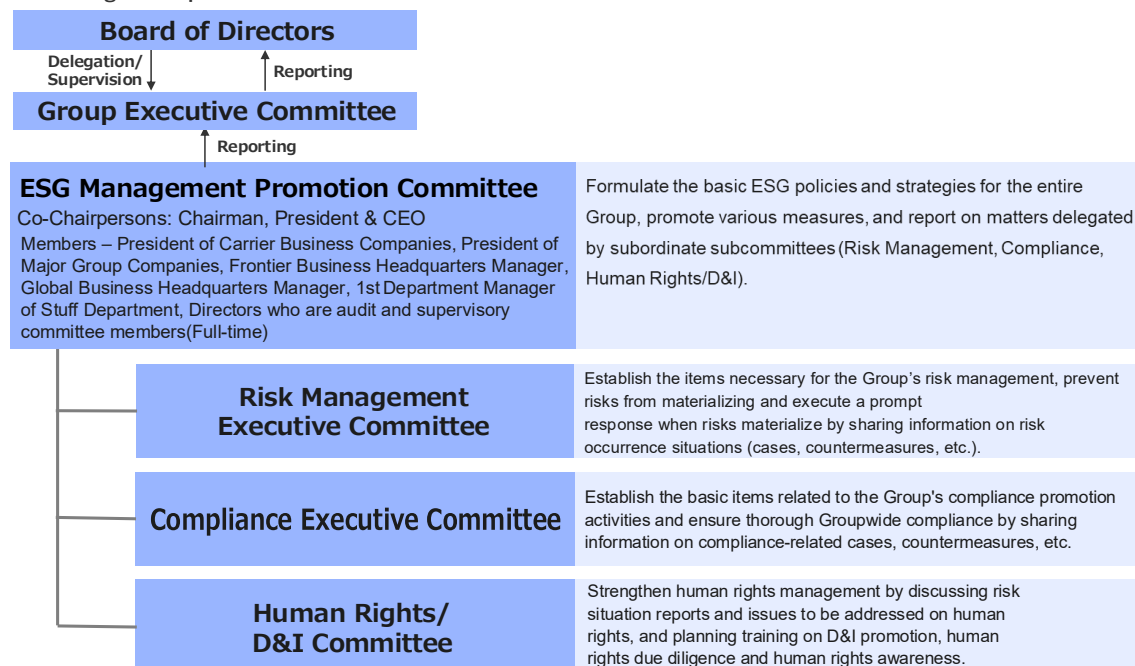 Board of Directors
Delegation/
Supervision
Reporting
Group Executive Committee
Reporting
ESG Management Promotion Committee
Co-Chairpersons: Chairman, President & CEO
Members – President of Carrier Business Companies, President of
Major Group Companies, Frontier Business Headquarters Manager,
Global Business Headquarters Manager, 1st Department Manager
of Stuff Department, Directors who are audit and supervisory
committee members(Full-time)
Formulate the basic ESG policies and strategies for the entire
Group, promote various measures, and report on matters delegated
by subordinate subcommittees (Risk Management, Compliance,
Human Rights/D&I).
Risk Management
Executive Committee
Establish the items necessary for the Group's risk management, prevent
risks from materializing and execute a prompt
response when risks materialize by sharing information on risk
occurrence situations (cases, countermeasures, etc.).
Compliance Executive Committee
Establish the basic items related to the Group's compliance promotion
activities and ensure thorough Groupwide compliance by sharing
information on compliance-related cases, countermeasures, etc.
Human Rights/
D&I Committee
Strengthen human rights management by discussing risk
situation reports and issues to be addressed on human
rights, and planning training on D&I promotion, human
rights due diligence and human rights awareness.